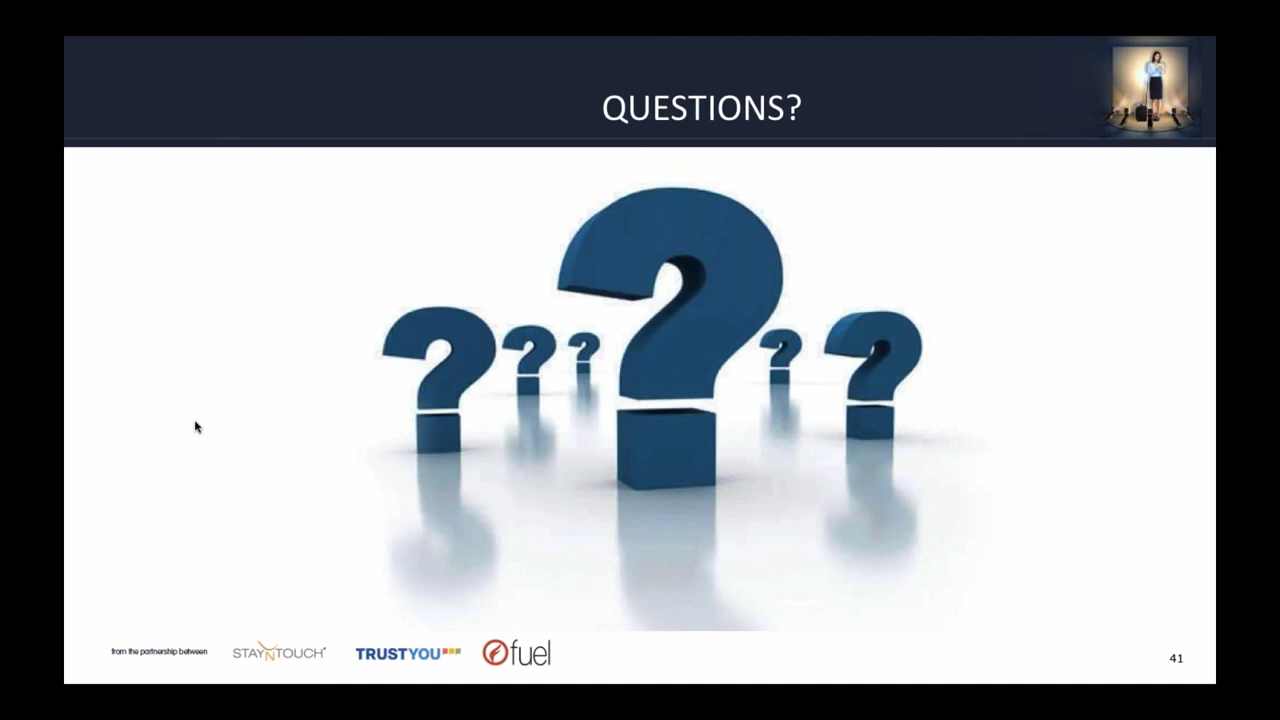 QUESTIONS?
from the partnership between
STAYNTOUCH
TRUSTYOU
fuel
41